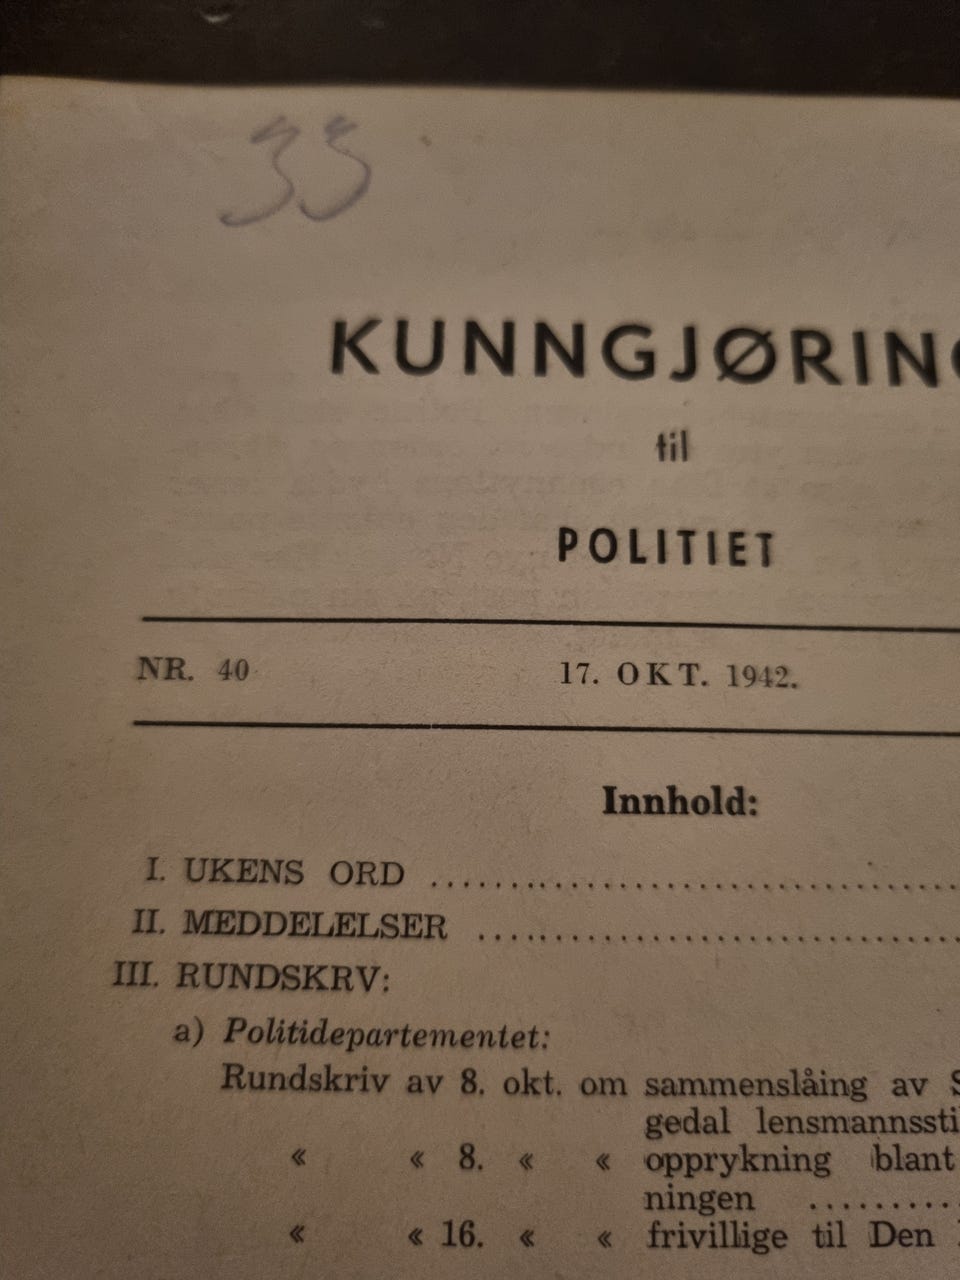 33
KUNNGJØRING
til
POLITIET
NR. 40 17. OKT. 1942.
Innhold:
I. UKENS ORD ..............................
II. MEDDELELSER ..............................
III. RUNDSKRV:
a) Politidepartementet:
Rundskriv av 8. okt. om sammenslåing av S
gedal lensmannssti
« « 8. « « opprykning blant
ningen .........
« « 16. « « frivillige til Den